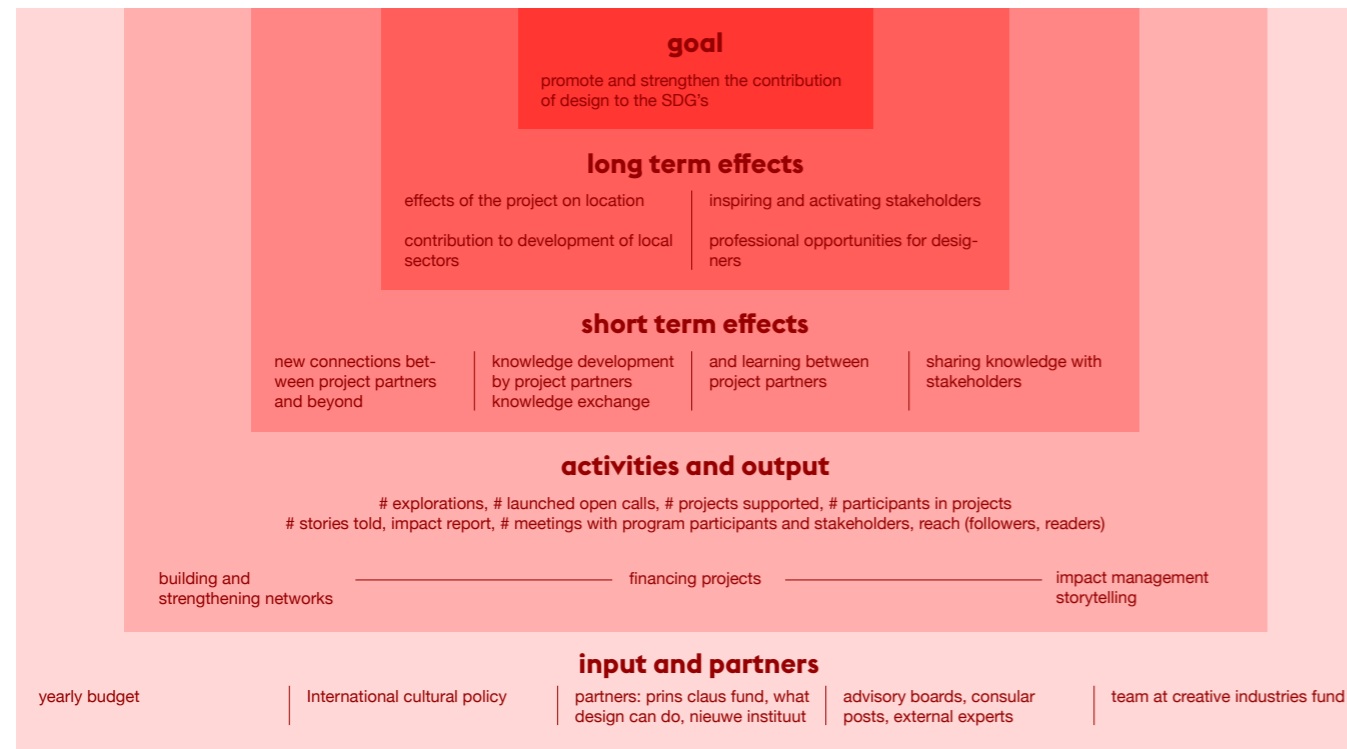 goal
promote and strengthen the contribution
of design to the SDG's
long term effects
effects of the project on location
contribution to development of local
sectors
inspiring and activating stakeholders
professional opportunities for desig-
ners
short term effects
new connections bet-
ween project partners
and beyond
knowledge development
by project partners
knowledge exchange
and learning between
project partners
sharing knowledge with
stakeholders
activities and output
# explorations, # launched open calls, # projects supported, # participants in projects
# stories told, impact report, # meetings with program participants and stakeholders, reach (followers, readers)
building and
strengthening networks
financing projects
impact management
storytelling
input and partners
yearly budget
International cultural policy
partners: prins claus fund, what
design can do, nieuwe instituut
advisory boards, consular
posts, external experts
team at creative industries fund